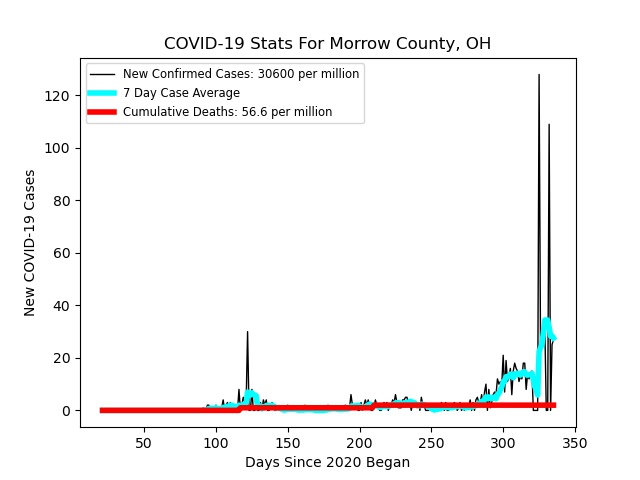 COVID-19 Stats For Morrow County, OH
New Confirmed Cases: 30600 per million
7 Day Case Average
Cumulative Deaths: 56.6 per million
New COVID-19 Cases
120
100
80
60
40
20
0
50 100 150 200 250 300 350
Days Since 2020 Began